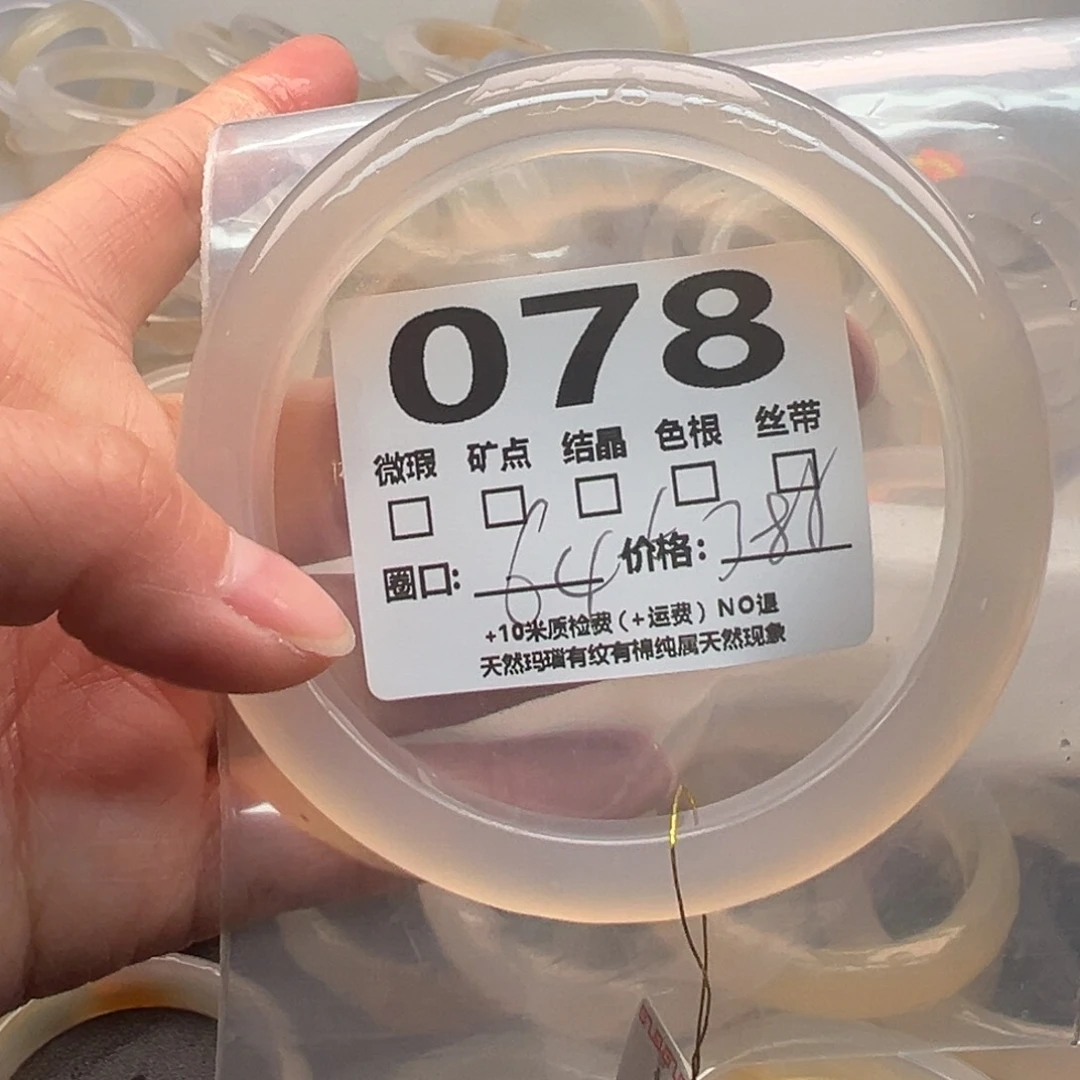 078
微瑕 矿点 结晶 色根 丝带
圈口: 64 价格: 388
+10米质检费(+运费) NO退
天然玛瑙有纹有棉纯属天然现象